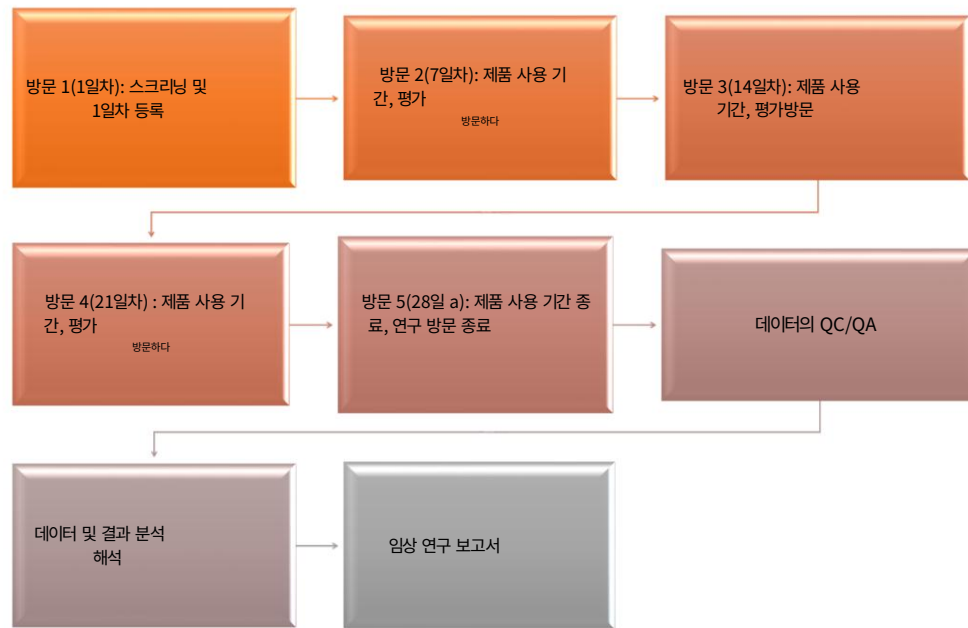 방문 1(1일차): 스크리닝 및
1일차 등록
방문 2(7일차): 제품 사용 기
간, 평가
방문하다
방문 3(14일차): 제품 사용
기간, 평가방문
방문 4(21일차) : 제품 사용 기
간, 평가
방문하다
방문 5(28일 a): 제품 사용 기간 종
료, 연구 방문 종료
데이터의 QC/QA
데이터 및 결과 분석
해석
임상 연구 보고서